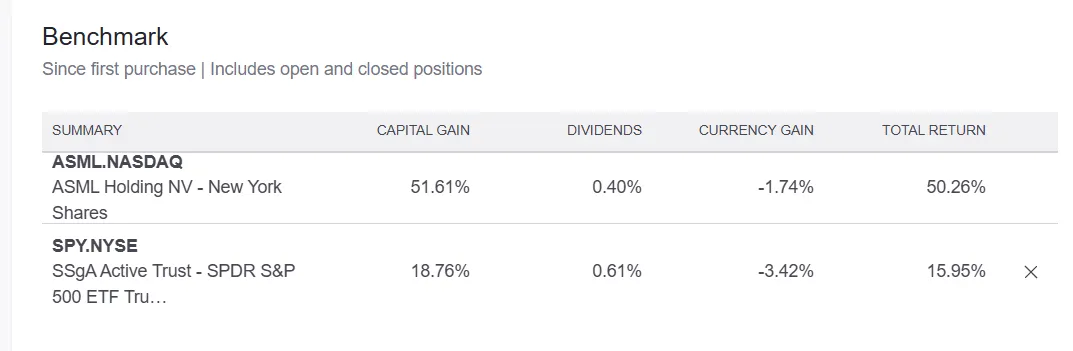 Benchmark
Since first purchase | Includes open and closed positions
SUMMARY CAPITAL GAIN DIVIDENDS CURRENCY GAIN TOTAL RETURN
ASML.NASDAQ
ASML Holding NV - New York 51.61% 0.40% -1.74% 50.26%
Shares
SPY.NYSE
SSgA Active Trust - SPDR S&P 18.76% 0.61% -3.42% 15.95%
500 ETF Tru…